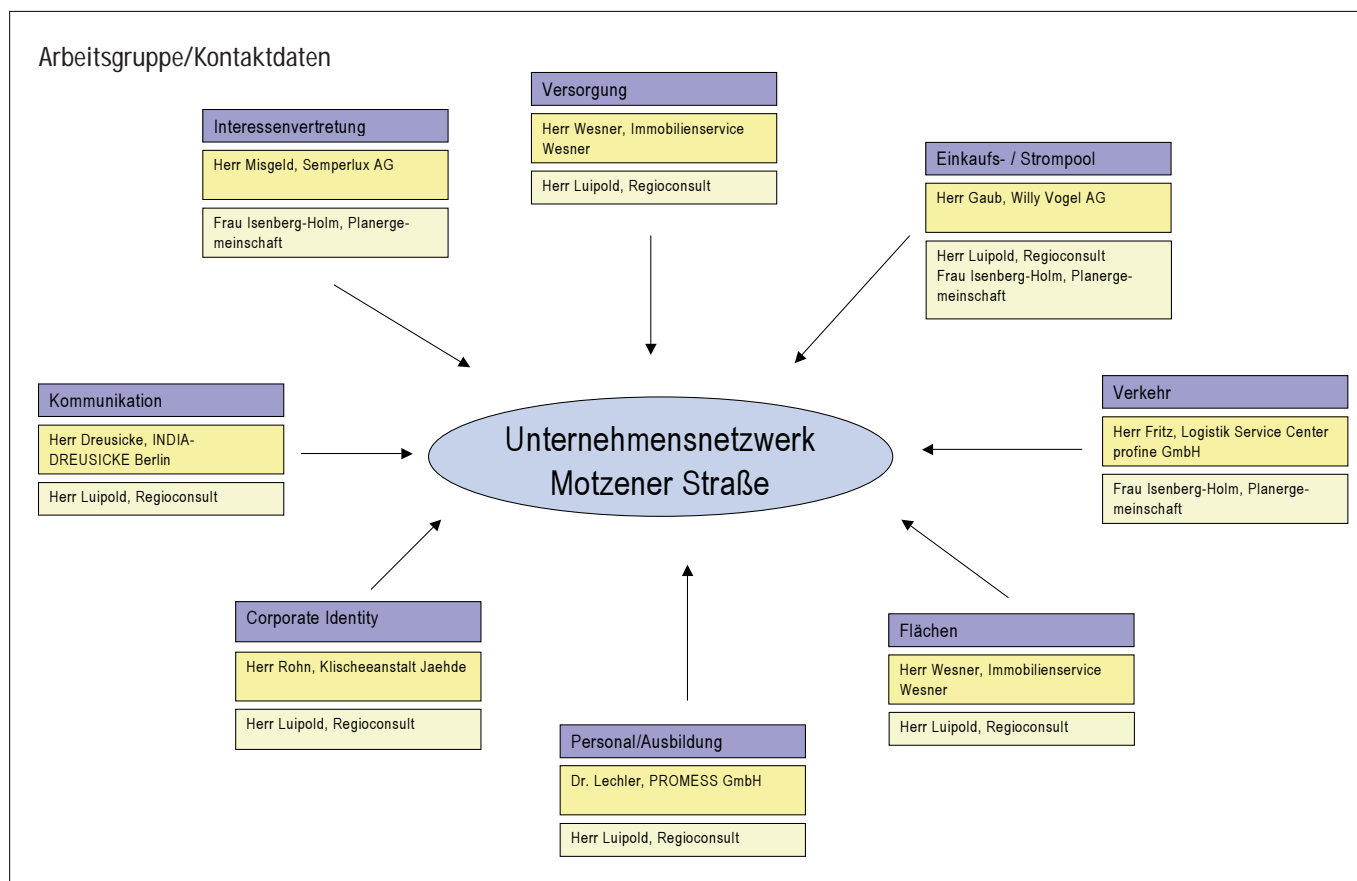 Arbeitsgruppe/Kontaktdaten
Versorgung
Herr Wesner, Immobilienservice
Wesner
Herr Luipold, Regioconsult
Interessenvertretung
Herr Misgeld, Semperlux AG
Frau Isenberg-Holm, Planerge-
meinschaft
Einkaufs- / Strompool
Herr Gaub, Willy Vogel AG
Herr Luipold, Regioconsult
Frau Isenberg-Holm, Planerge-
meinschaft
Kommunikation
Herr Dreusicke, INDIA-
DREUSICKE Berlin
Herr Luipold, Regioconsult
Unternehmensnetzwerk
Motzener Straße
Verkehr
Herr Fritz, Logistik Service Center
profine GmbH
Frau Isenberg-Holm, Planerge-
meinschaft
Corporate Identity
Herr Rohn, Klischeeanstalt Jaehde
Herr Luipold, Regioconsult
Personal/Ausbildung
Dr. Lechler, PROMESS GmbH
Herr Luipold, Regioconsult
Flächen
Herr Wesner, Immobilienservice
Wesner
Herr Luipold, Regioconsult